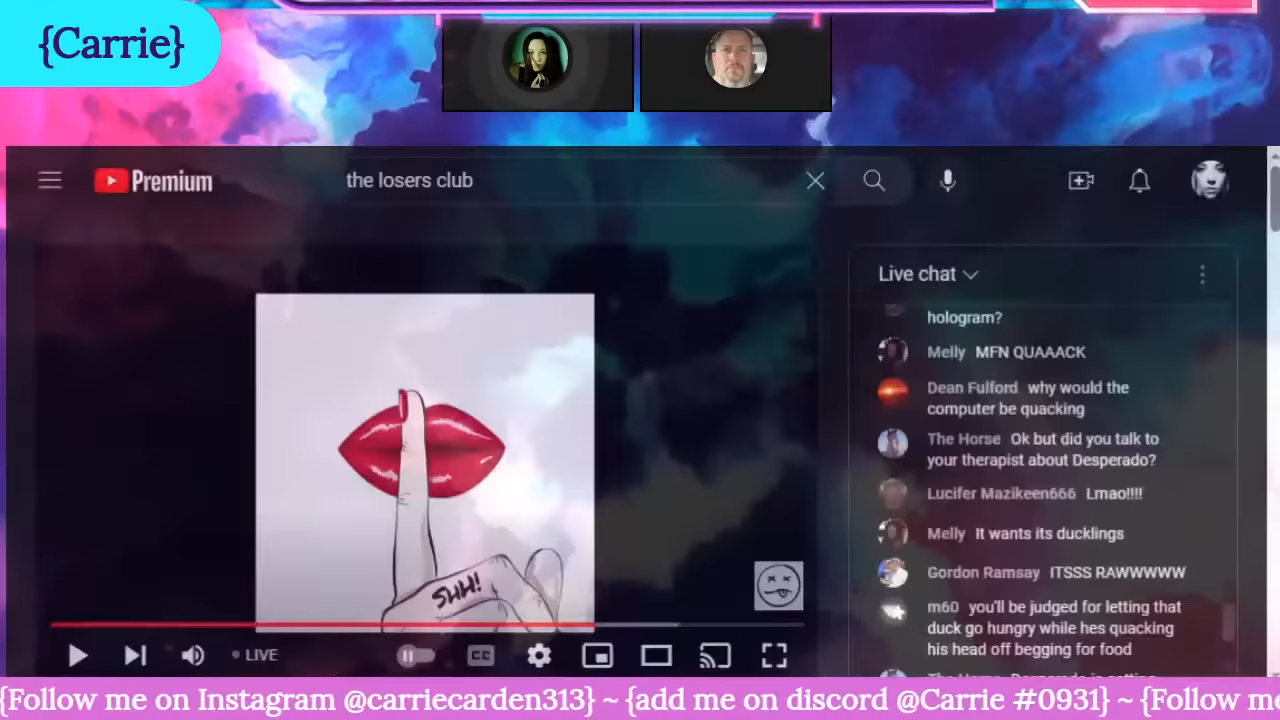 {Carrie}
Premium
the losers club
Live chat
hologram?
Melly MFN QUAAACK
Dean Fulford why would the
computer be quacking
The Horse Ok but did you talk to
your therapist about Desperado?
Lucifer Mazikeen666 Lmao!!!!
Melly It wants its ducklings
Gordon Ramsay ITSSS RAWWWWW
m60 you'll be judged for letting that
duck go hungry while hes quacking
his head off begging for food
SHH!
LIVE
CC
{Follow me on Instagram @carriecarden313} ~ {add me on discord @Carrie #0931} ~ {Follow me